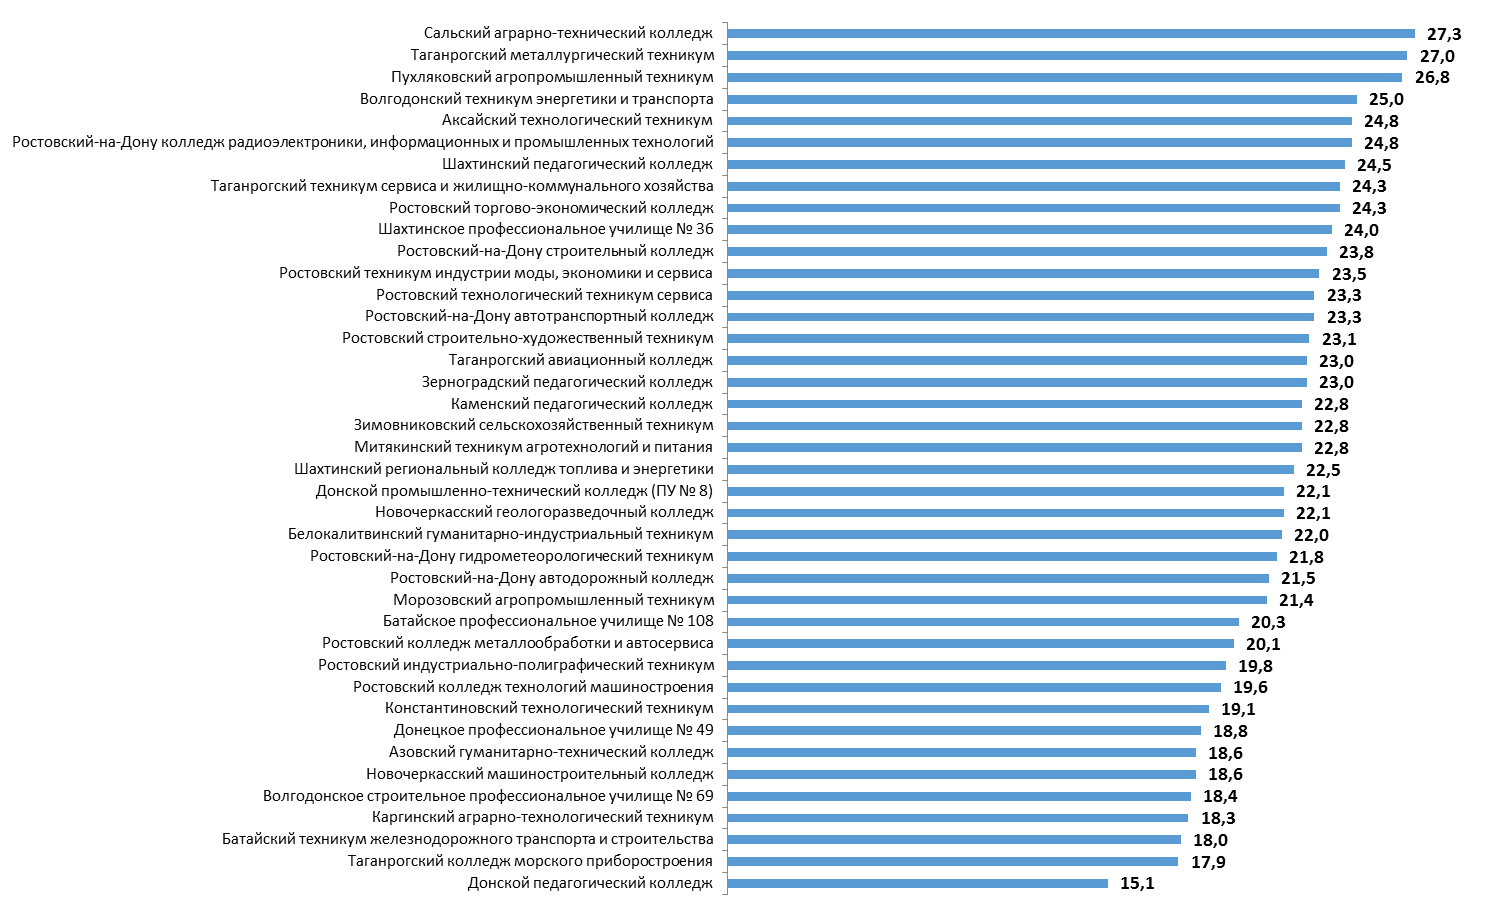 Сальский аграрно-технический колледж 27,3
Таганрогский металлургический техникум 27,0
Пухляковский агропромышленный техникум 26,8
Волгодонский техникум энергетики и транспорта 25,0
Аксайский технологический техникум 24,8
Ростовский-на-Дону колледж радиоэлектроники, информационных и промышленных технологий 24,8
Шахтинский педагогический колледж 24,5
Таганрогский техникум сервиса и жилищно-коммунального хозяйства 24,3
Ростовский торгово-экономический колледж 24,3
Шахтинское профессиональное училище № 36 24,0
Ростовский-на-Дону строительный колледж 23,8
Ростовский техникум индустрии моды, экономики и сервиса 23,5
Ростовский технологический техникум сервиса 23,3
Ростовский-на-Дону автотранспортный колледж 23,3
Ростовский строительно-художественный техникум 23,1
Таганрогский авиационный колледж 23,0
Зерноградский педагогический колледж 23,0
Каменский педагогический колледж 22,8
Зимовниковский сельскохозяйственный техникум 22,8
Митякинский техникум агротехнологий и питания 22,8
Шахтинский региональный колледж топлива и энергетики 22,5
Донской промышленно-технический колледж (ПУ № 8) 22,1
Новочеркасский геологоразведочный колледж 22,1
Белокалитвинский гуманитарно-индустриальный техникум 22,0
Ростовский-на-Дону гидрометеорологический техникум 21,8
Ростовский-на-Дону автодорожный колледж 21,5
Морозовский агропромышленный техникум 21,4
Батайское профессиональное училище № 108 20,3
Ростовский колледж металлообработки и автосервиса 20,1
Ростовский индустриально-полиграфический техникум 19,8
Ростовский колледж технологий машиностроения 19,6
Константиновский технологический техникум 19,1
Донецкое профессиональное училище № 49 18,8
Азовский гуманитарно-технический колледж 18,6
Новочеркасский машиностроительный колледж 18,6
Волгодонское строительное профессиональное училище № 69 18,4
Каргинский аграрно-технологический техникум 18,3
Батайский техникум железнодорожного транспорта и строительства 18,0
Таганрогский колледж морского приборостроения 17,9
Донской педагогический колледж 15,1